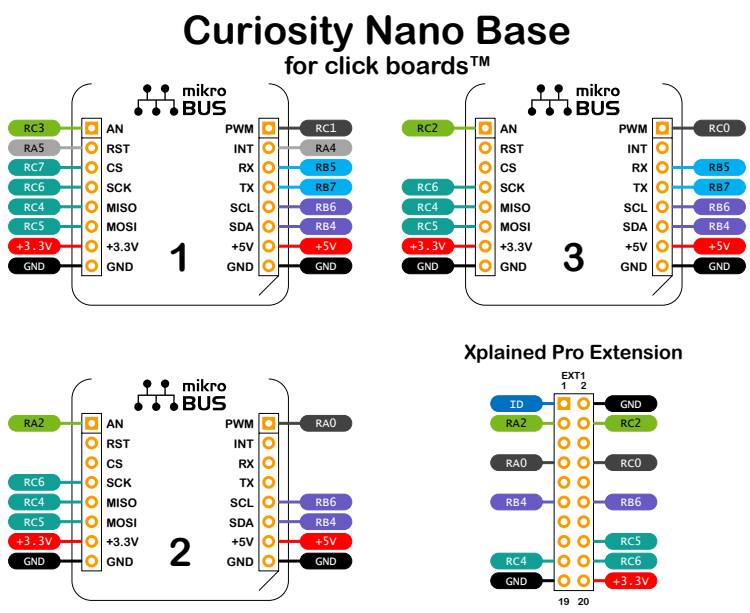 Curiosity Nano Base
for click boards™
mikro
BUS
RC3 AN PWM RC1
RA5 RST INT RA4
RC7 CS RX RB5
RC6 SCK TX RB7
RC4 MISO SCL RB6
RC5 MOSI SDA RB4
+3.3V +3.3V +5V +5V
GND GND GND GND
1
mikro
BUS
RC2 AN PWM RC0
RST INT
CS RX RB5
RC6 SCK TX RB7
RC4 MISO SCL RB6
RC5 MOSI SDA RB4
+3.3V +3.3V +5V +5V
GND GND GND GND
3
mikro
BUS
RA2 AN PWM RA0
RST INT
CS RX
RC6 SCK TX
RC4 MISO SCL RB6
RC5 MOSI SDA RB4
+3.3V +3.3V +5V +5V
GND GND GND GND
2
Xplained Pro Extension
EXT1
1 2
ID GND
RA2 RC2
RA0 RC0
RB4 RB6
RC5
RC4 RC6
GND +3.3V
19 20